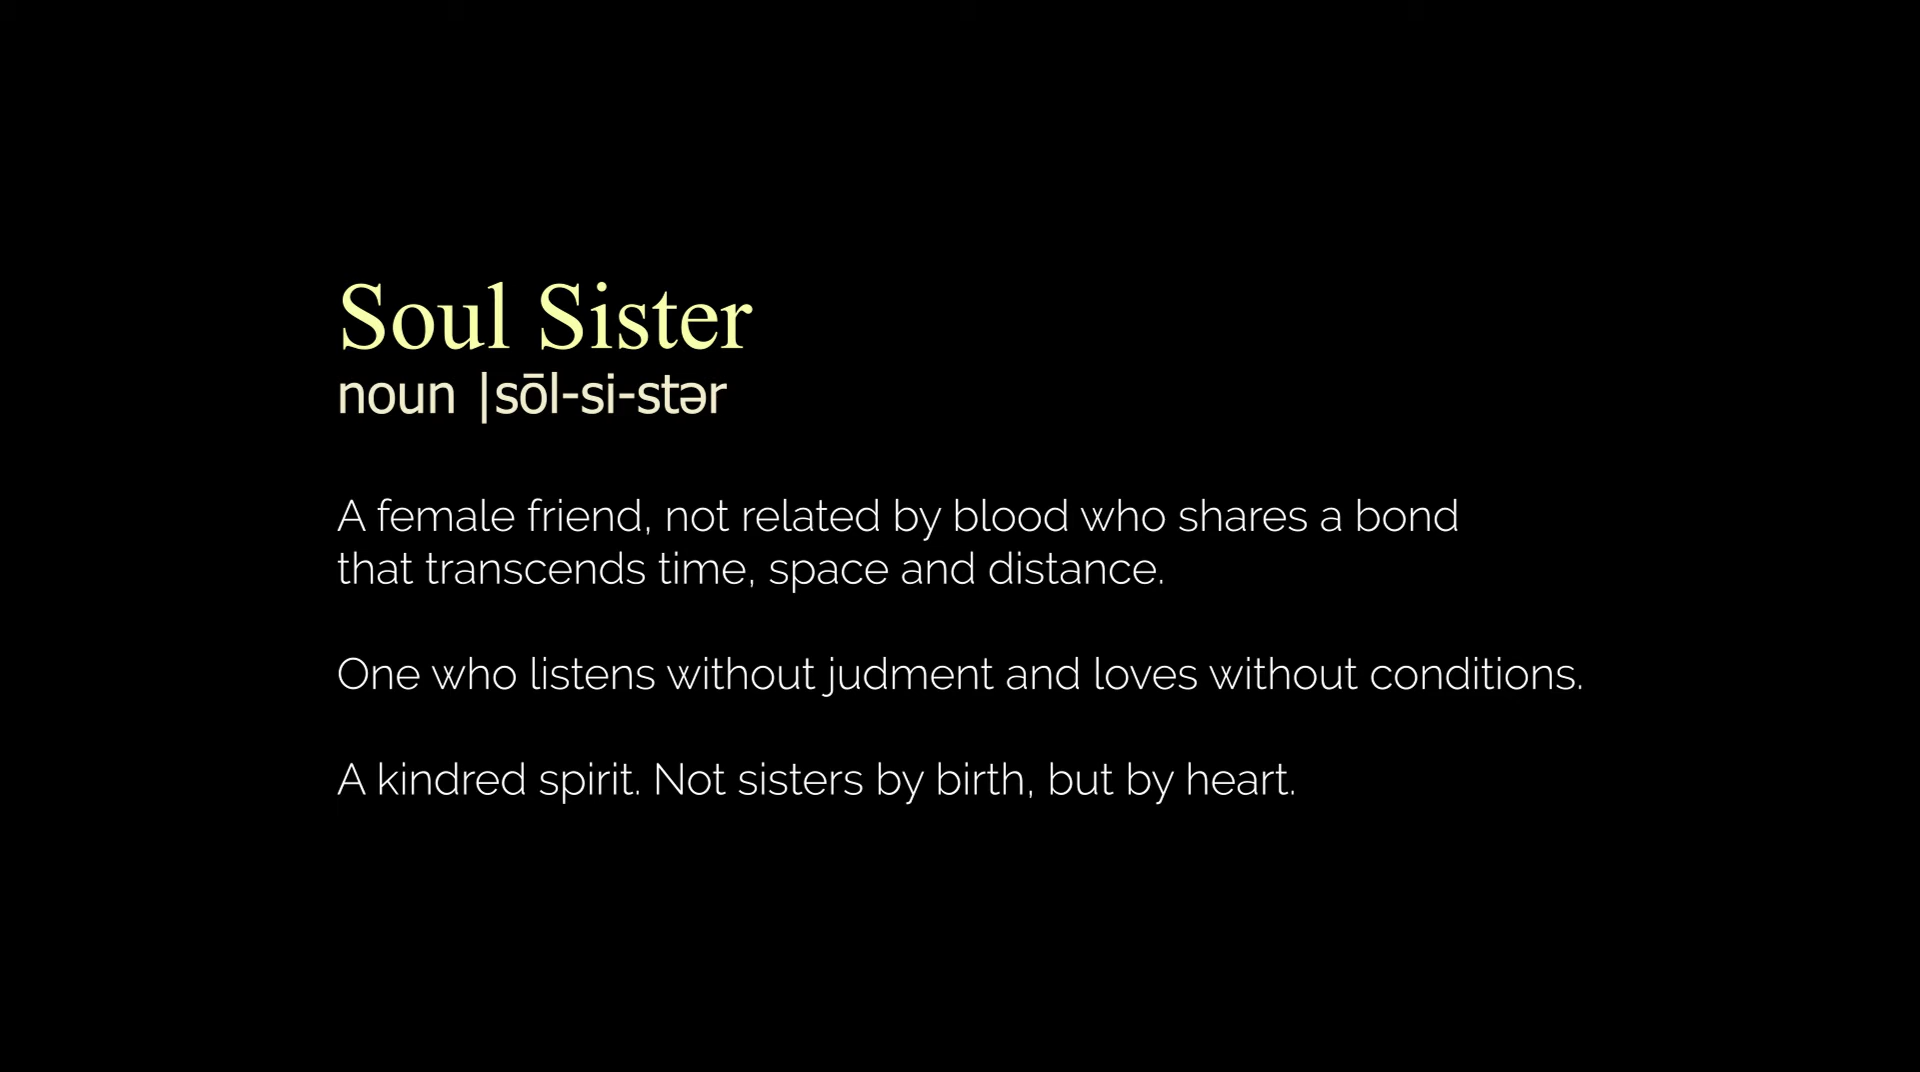 Soul Sister
noun |sōl-si-stər
A female friend, not related by blood who shares a bond
that transcends time, space and distance.
One who listens without judment and loves without conditions.
A kindred spirit. Not sisters by birth, but by heart.